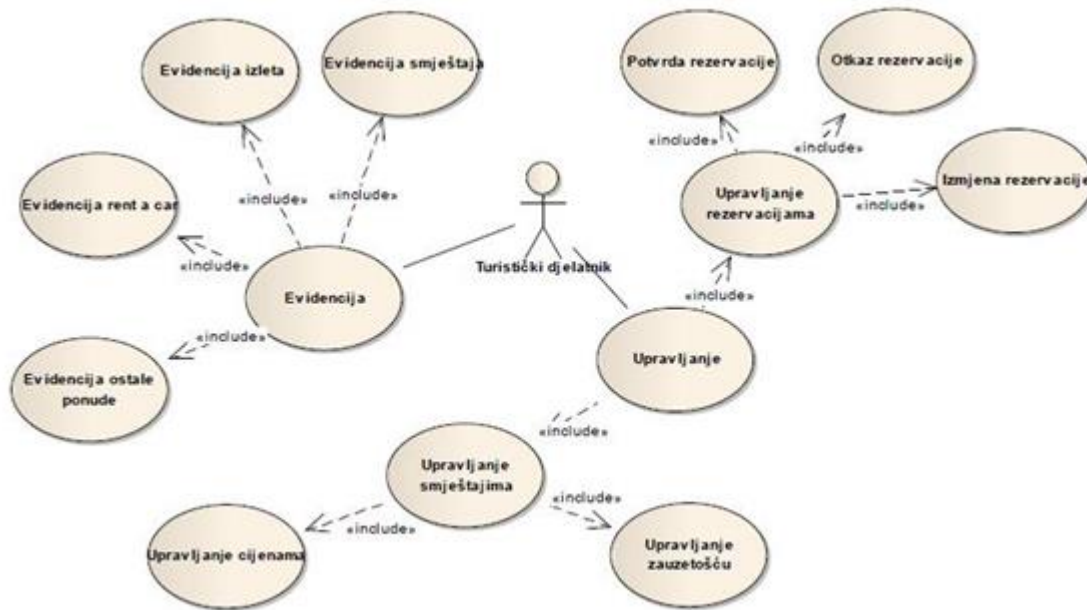 Evidencija izleta
Evidencija smještaja
Potvrda rezervacije
Otkaz rezervacije
«include»
«include»
«include»
«include»
Evidencija rent a car
Upravljanje
rezervacijama
Izmjena rezervacije
«include»
«include»
Turistički djelatnik
«include»
Evidencija
«include»
Upravljanje
Evidencija ostale
ponude
«include»
Upravljanje
smještajima
«include»
«include»
Upravljanje cijenama
Upravljanje
zauzetošću